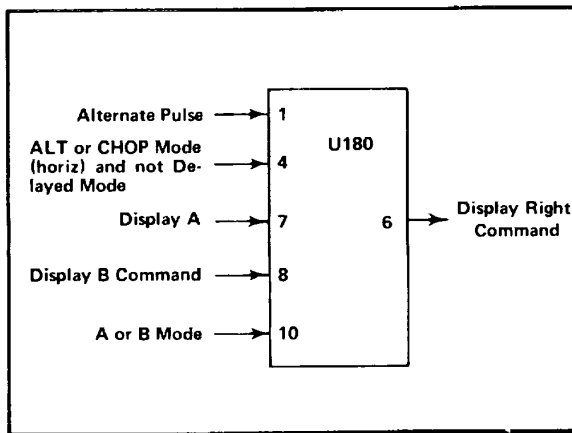 Alternate Pulse
1
U180
ALT or CHOP Mode
(horiz) and not De-
layed Mode
4
Display A
7
6
Display Right
Command
Display B Command
8
A or B Mode
10